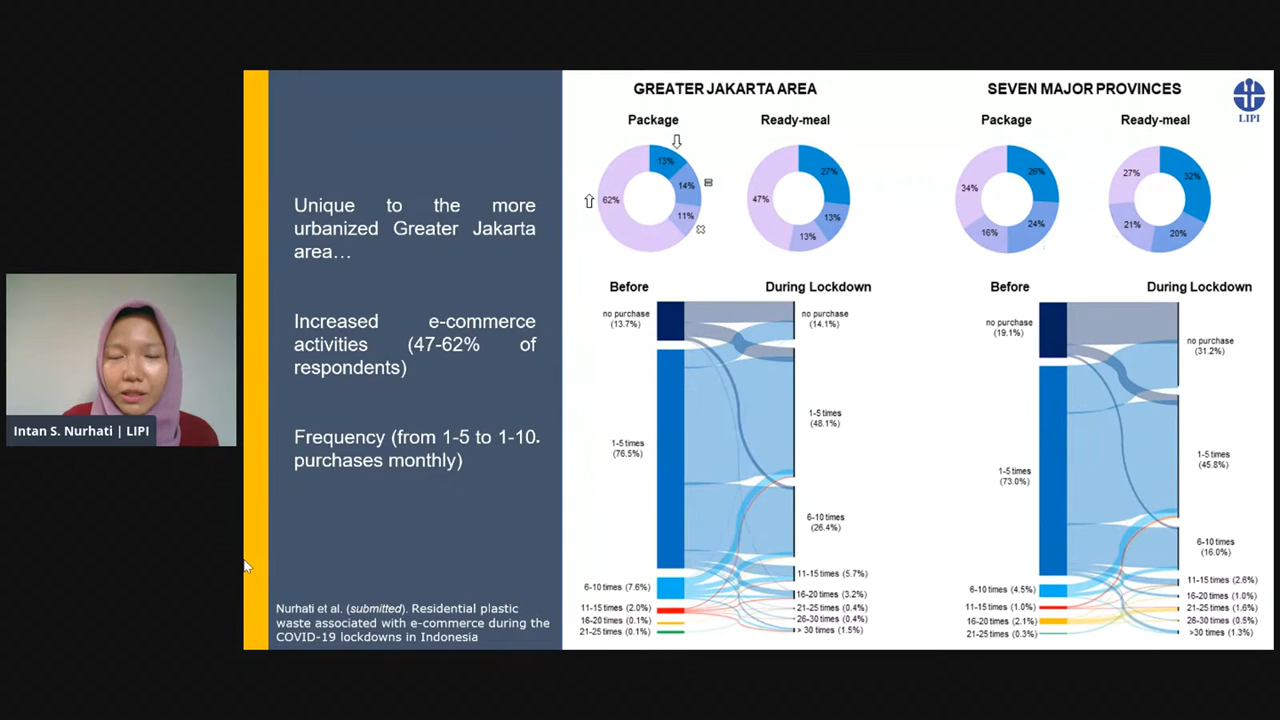 Unique to the more
urbanized Greater Jakarta
area…
Increased e-commerce
activities (47-62% of
respondents)
Frequency (from 1-5 to 1-10.
purchases monthly)
Nurhati et al. (submitted). Residential plastic
waste associated with e-commerce during the
COVID-19 lockdowns in Indonesia
Intan S. Nurhati | LIPI
GREATER JAKARTA AREA
Package
Ready-meal
13%
14%
11%
62%
27%
13%
13%
47%
Before
During Lockdown
no purchase
(13.7%)
1-5 times
(76.5%)
6-10 times (7.6%)
11-15 times (2.0%)
16-20 times (0.1%)
21-25 times (0.1%)
no purchase
(14.1%)
1-5 times
(48.1%)
6-10 times
(26.4%)
11-15 times (5.7%)
16-20 times (3.2%)
21-25 times (0.4%)
26-30 times (0.4%)
> 30 times (1.5%)
SEVEN MAJOR PROVINCES
LIPI
Package
Ready-meal
26%
24%
16%
34%
32%
20%
21%
27%
Before
During Lockdown
no purchase
(19.1%)
1-5 times
(73.0%)
6-10 times (4.5%)
11-15 times (1.0%)
16-20 times (2.1%)
21-25 times (0.3%)
no purchase
(31.2%)
1-5 times
(45.8%)
6-10 times
(16.0%)
11-15 times (2.6%)
16-20 times (1.0%)
21-25 times (1.6%)
26-30 times (0.5%)
>30 times (1.3%)